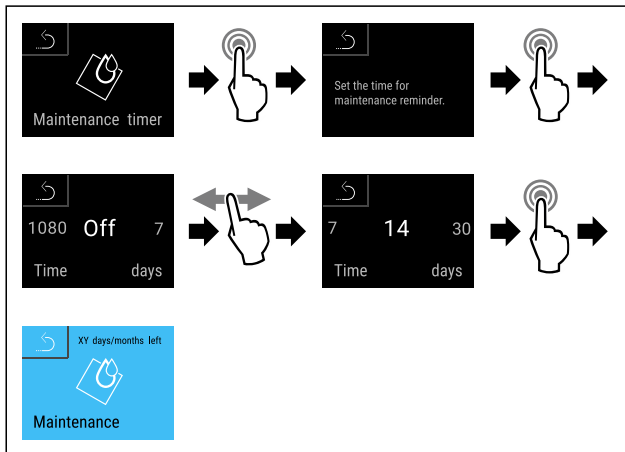 Maintenance timer
Set the time for
maintenance reminder.
1080 Off 7
Time days
7 14 30
Time days
XY days/months left
Maintenance